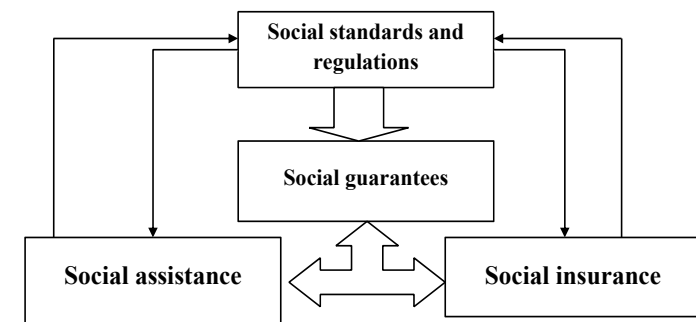 Social standards and
regulations
Social guarantees
Social assistance
Social insurance